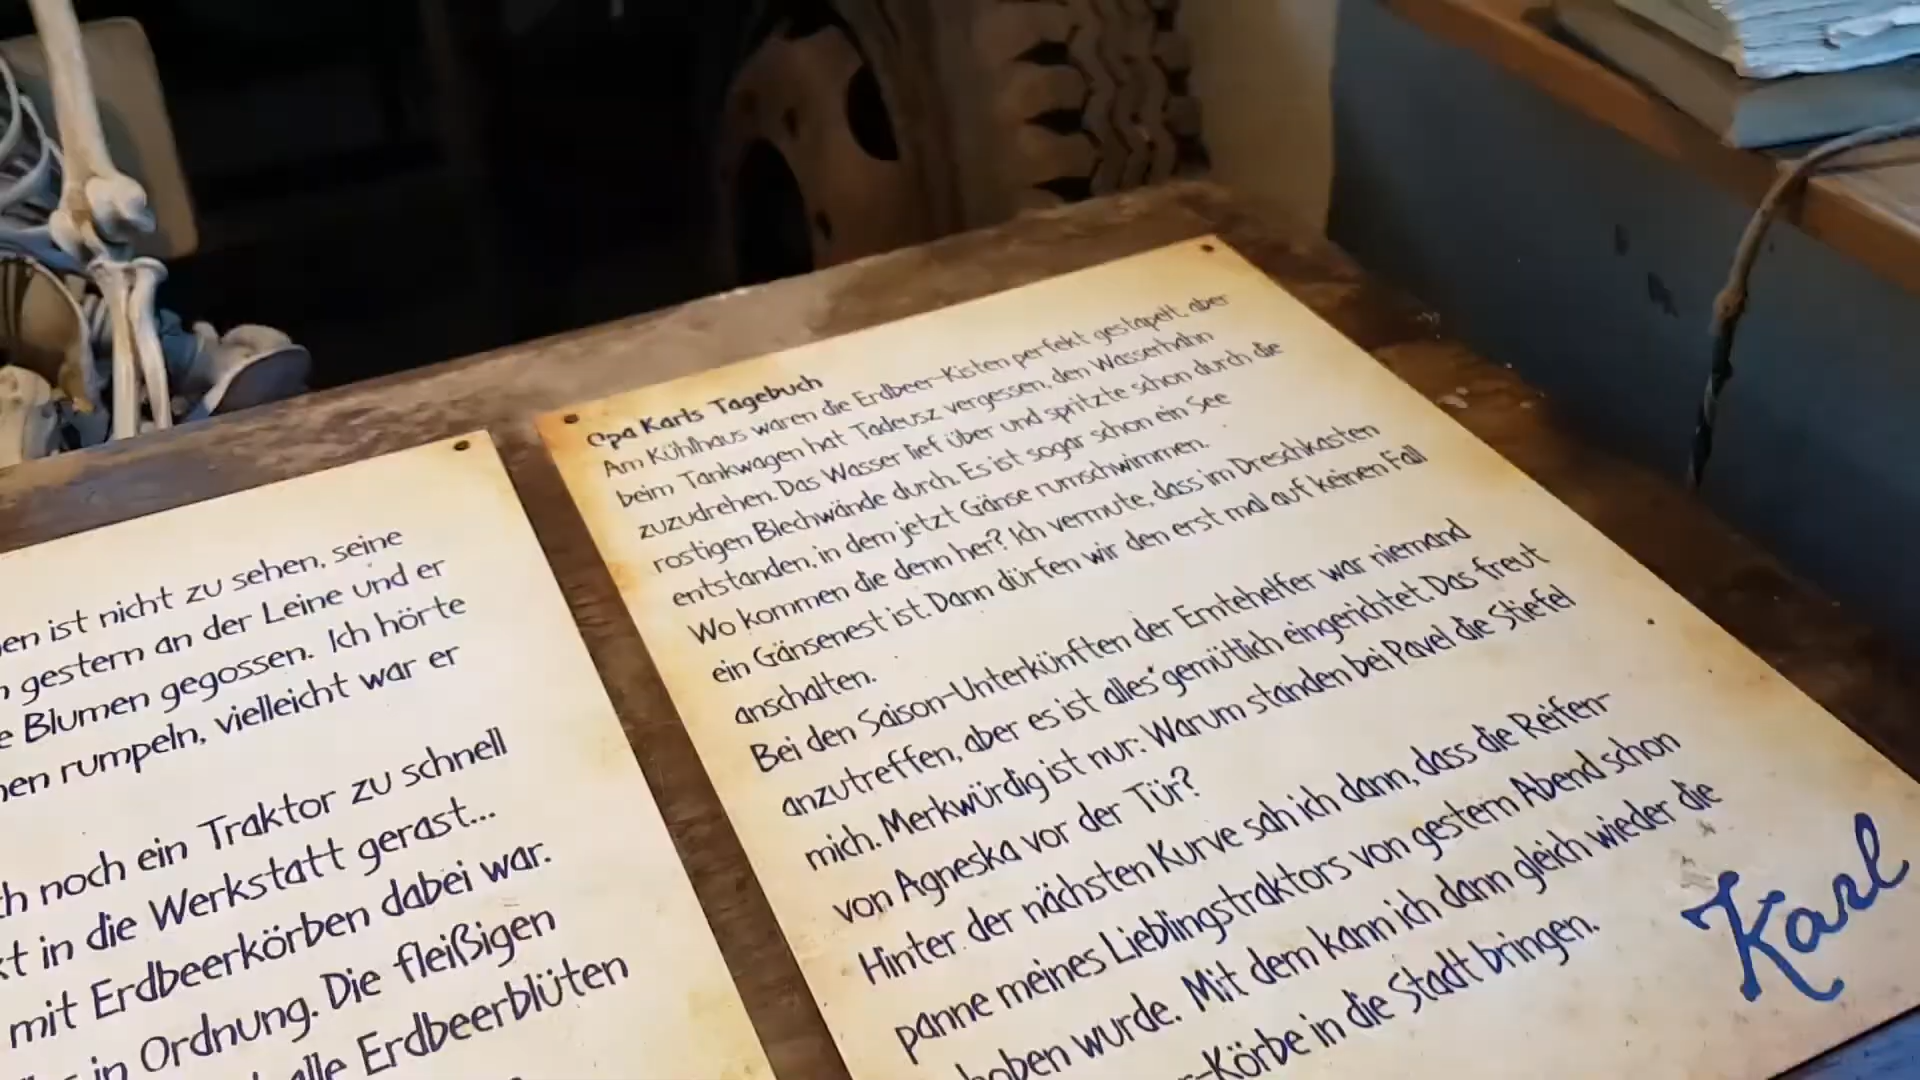 en ist nicht zu sehen, seine
gestern an der Leine und er
e Blumen gegossen. Ich hörte
en rumpeln, vielleicht war er
h noch ein Traktor zu schnell
kt in die Werkstatt gerast...
mit Erdbeerkörben dabei war.
in Ordnung. Die fleißigen
alle Erdbeerblüten
Opa Karls Tagebuch
Am Kühlhaus waren die Erdbeer-Kisten perfekt gestapelt, aber
beim Tankwagen hat Tadeusz vergessen, den Wasserhahn
zuzudrehen. Das Wasser lief über und spritzte schon durch die
rostigen Blechwände durch. Es ist sogar schon ein See
entstanden, in dem jetzt Gänse rumschwimmen.
Wo kommen die denn her? Ich vermute, dass im Dreschkasten
ein Gänsenest ist. Dann dürfen wir den erst mal auf keinen Fall
anschalten.
Bei den Saison-Unterkünften der Erntehelfer war niemand
anzutreffen, aber es ist alles gemütlich eingerichtet. Das freut
mich. Merkwürdig ist nur: Warum standen bei Pavel die Stiefel
von Agneska vor der Tür?
Hinter der nächsten Kurve sah ich dann, dass die Reifen-
panne meines Lieblingstraktors von gestern Abend schon
hoben wurde. Mit dem kann ich dann gleich wieder die
-Körbe in die Stadt bringen.
Karl